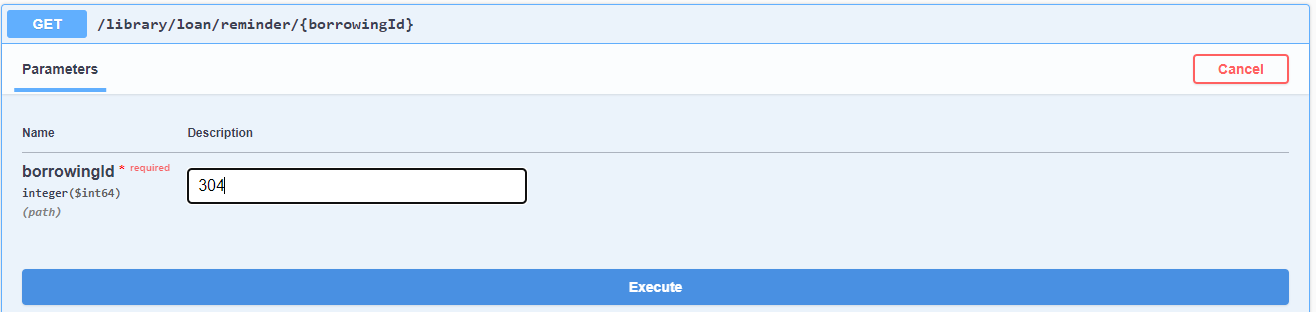 GET /library/loan/reminder/{borrowingId}
Parameters Cancel
Name Description
borrowingId * required
304
integer($int64)
(path)
Execute